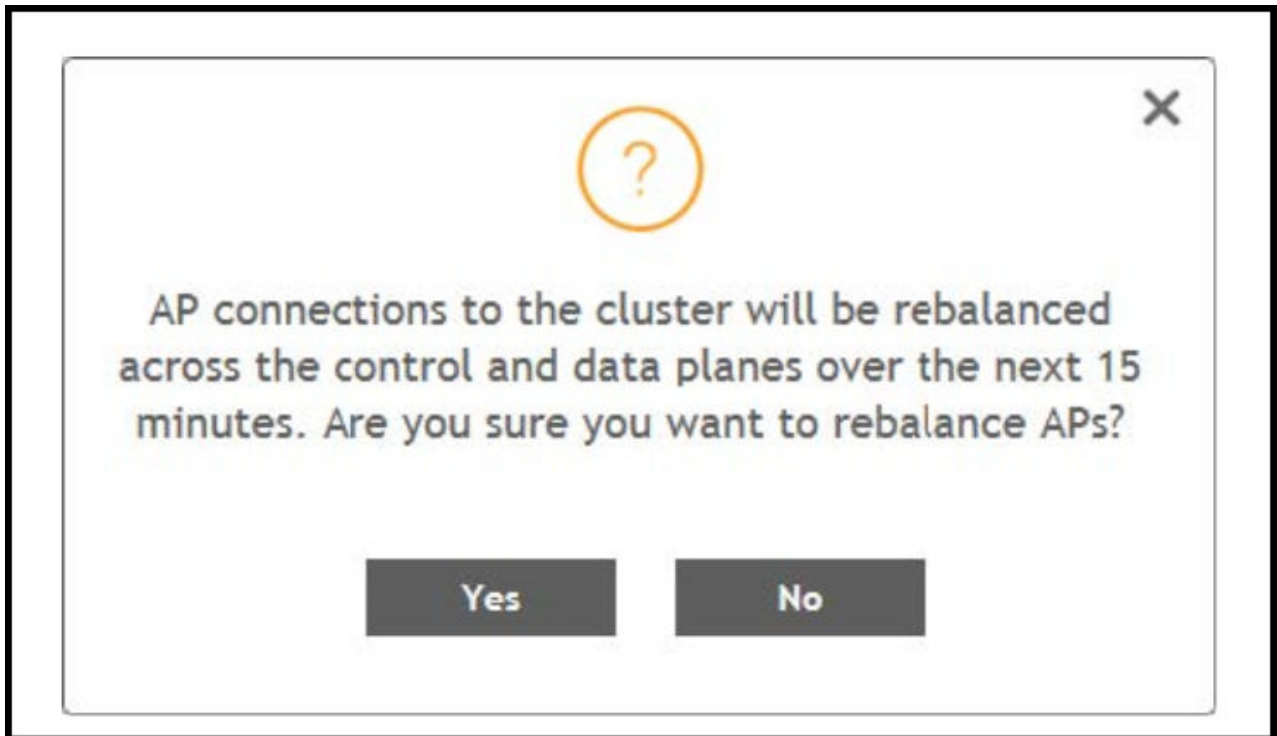 ?
AP connections to the cluster will be rebalanced
across the control and data planes over the next 15
minutes. Are you sure you want to rebalance APs?
Yes No